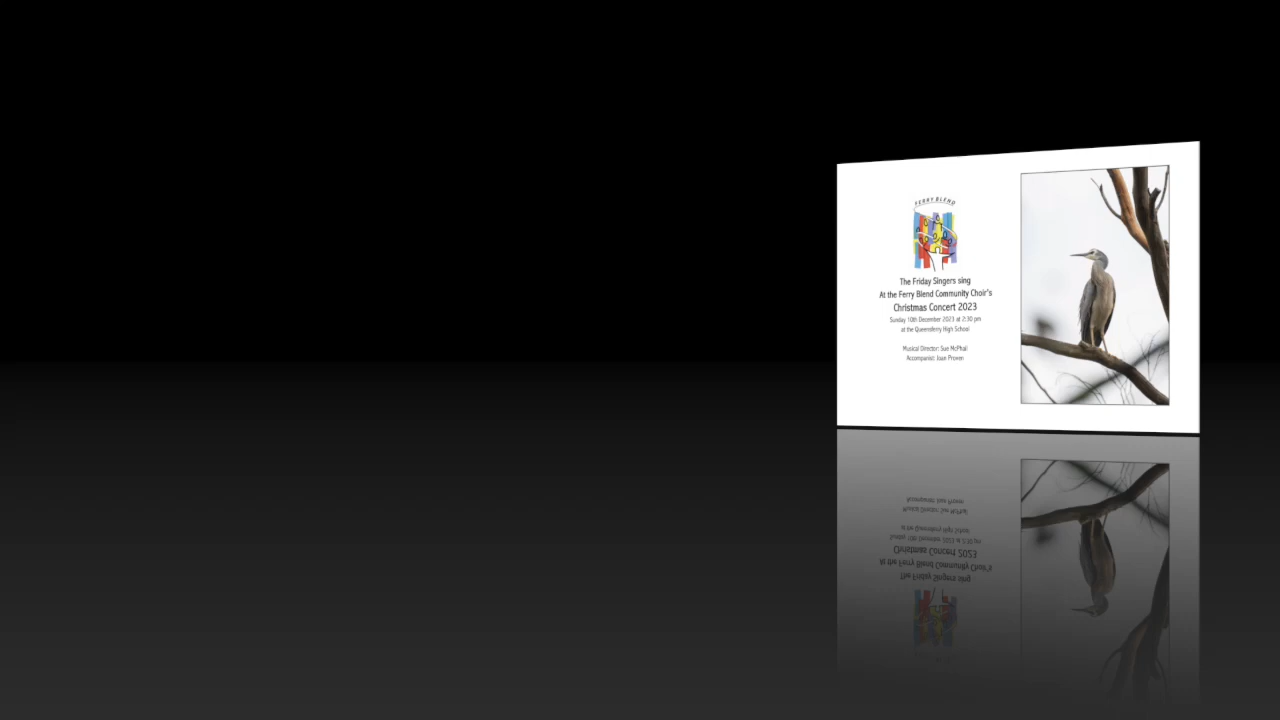 FERRY BLEND
The Friday Singers sing
At the Ferry Blend Community Choir's
Christmas Concert 2023
Sunday 10th December 2023 at 2:30 pm
at the Queensferry High School
Musical Director: Sue McPhail
Accompanist: Joan Proven